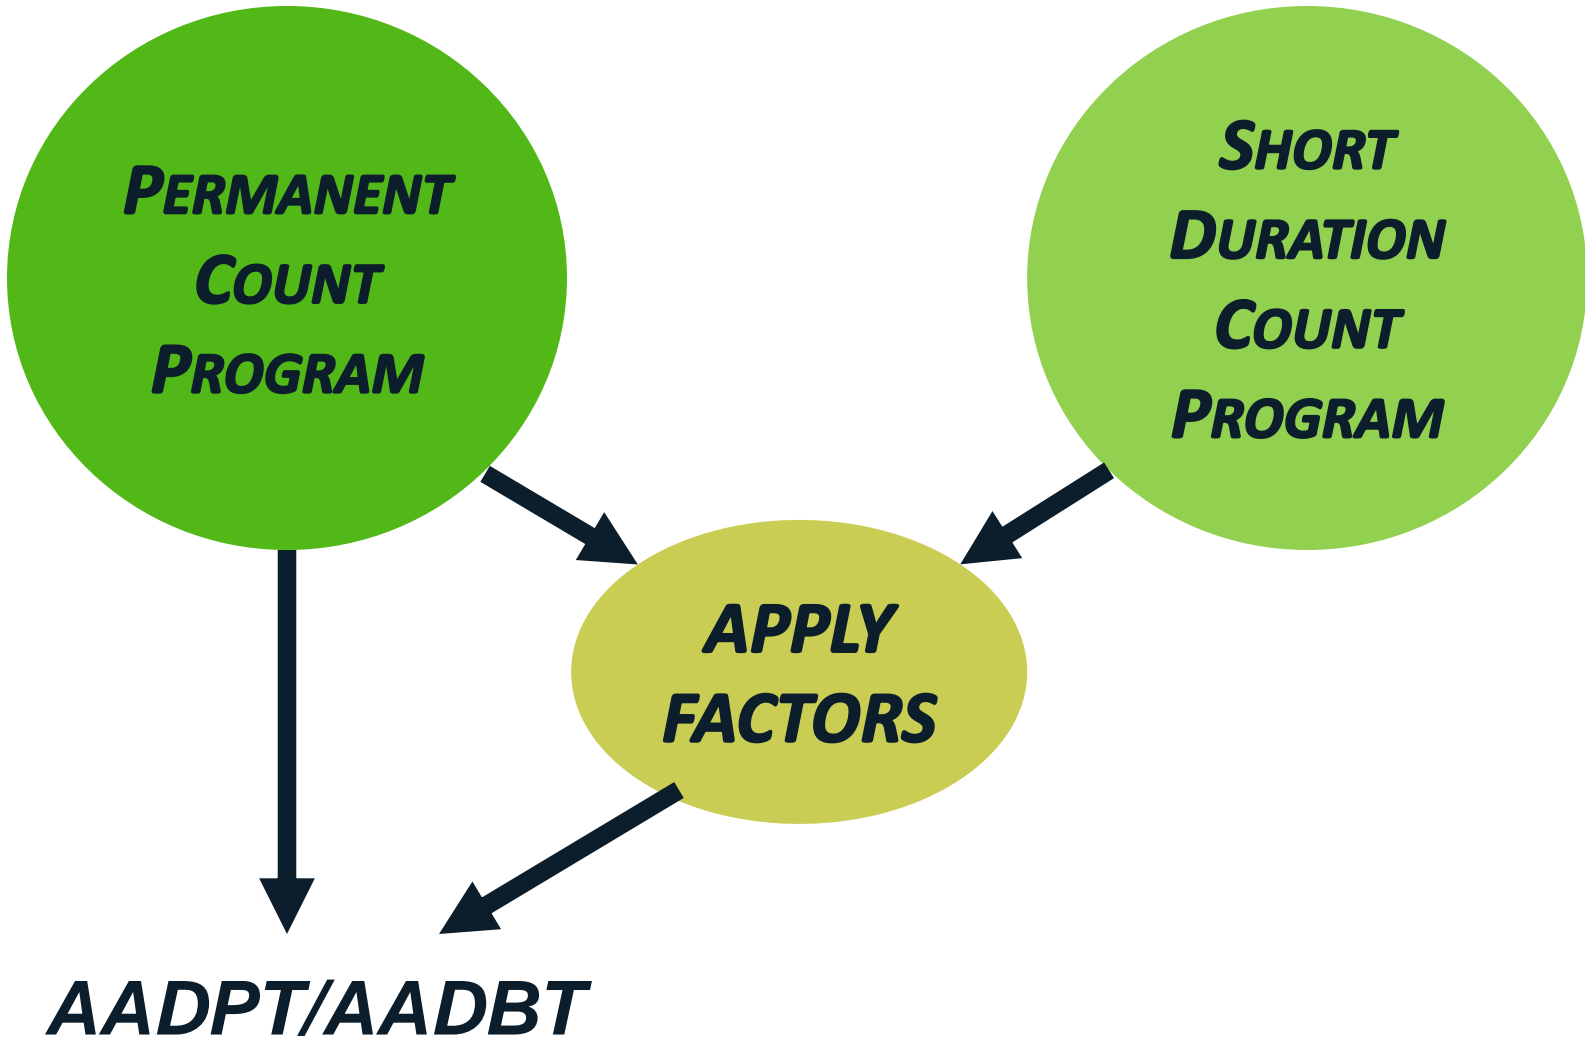 PERMANENT
COUNT
PROGRAM
SHORT
DURATION
COUNT
PROGRAM
APPLY
FACTORS
AADPT/AADBT